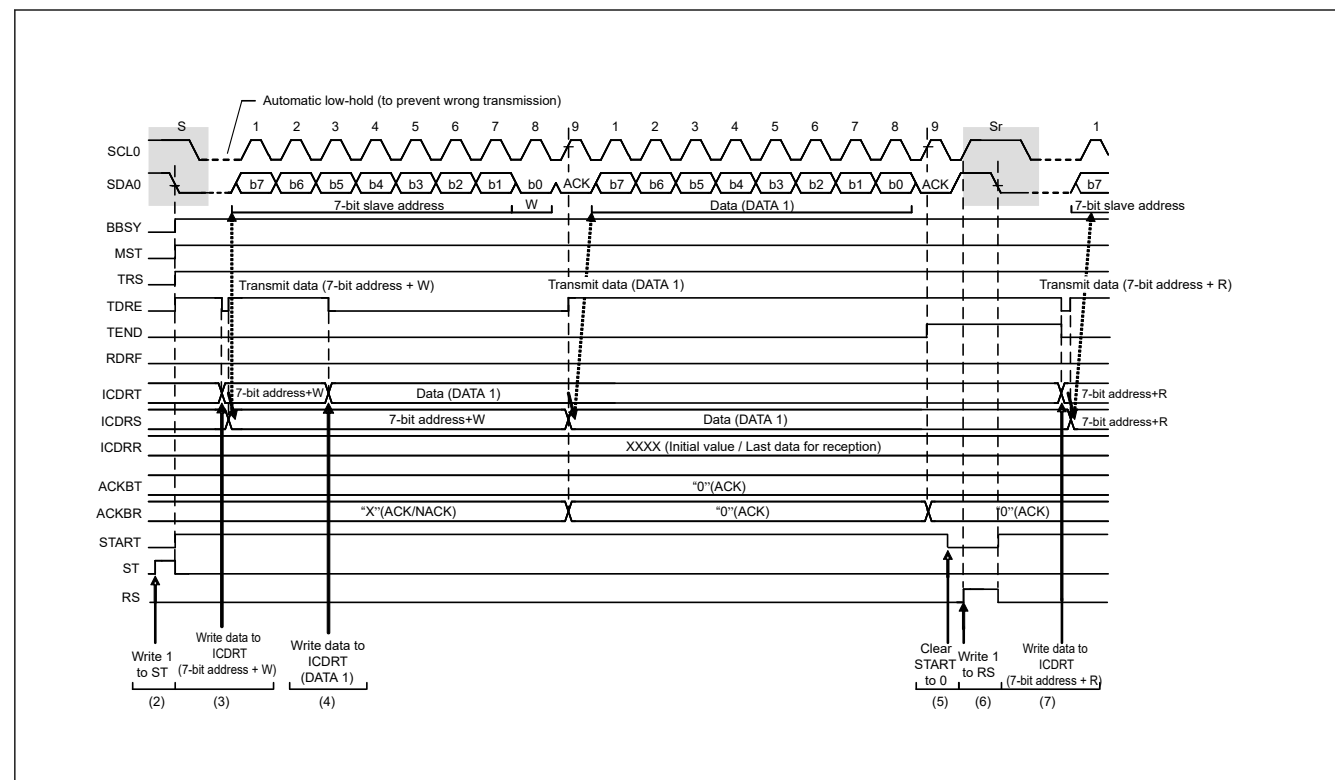 Automatic low-hold (to prevent wrong transmission)
S 1 2 3 4 5 6 7 8 9 1 2 3 4 5 6 7 8 9 Sr 1
SCL0
SDA0 b7 b6 b5 b4 b3 b2 b1 b0 ACK b7 b6 b5 b4 b3 b2 b1 b0 ACK b7
7-bit slave address W Data (DATA 1) 7-bit slave address
BBSY
MST
TRS
Transmit data (7-bit address + W) Transmit data (DATA 1) Transmit data (7-bit address + R)
TDRE
TEND
RDRF
ICDRT 7-bit address+W Data (DATA 1) 7-bit address+R
ICDRS 7-bit address+W Data (DATA 1) 7-bit address+R
ICDRR XXXX (Initial value / Last data for reception)
ACKBT "0"(ACK)
ACKBR "X"(ACK/NACK) "0"(ACK) "0"(ACK)
START
ST
RS
Write 1
to ST
Write data to
ICDRT
(7-bit address + W)
Write data to
ICDRT
(DATA 1)
Clear
START
to 0
Write 1
to RS
Write data to
ICDRT
(7-bit address + R)
(2) (3) (4) (5) (6) (7)